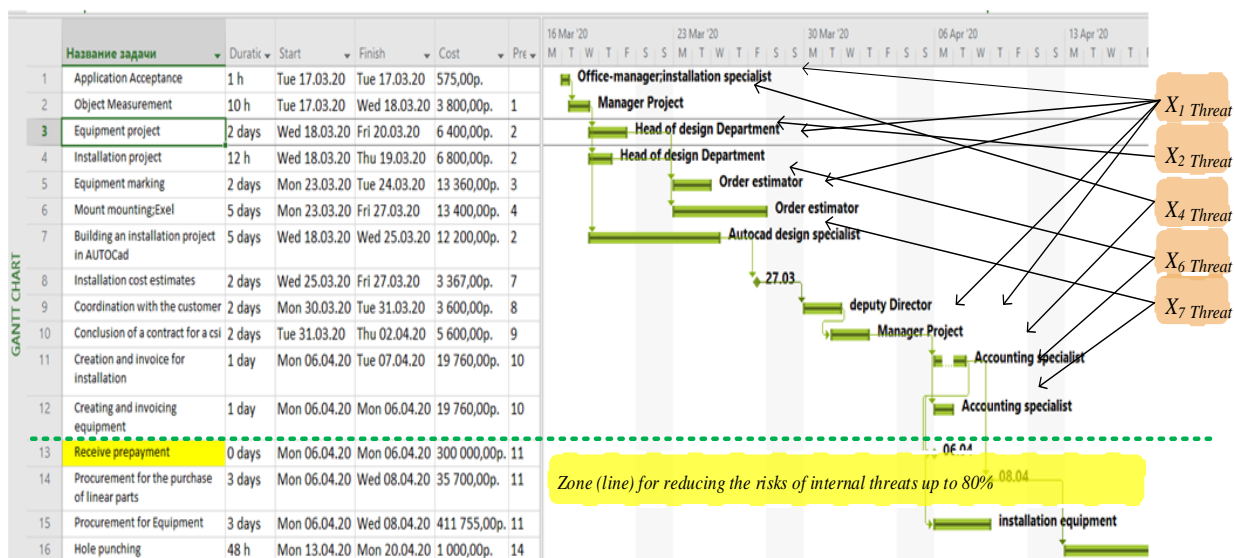 16 Mar '20 23 Mar '20 30 Mar '20 06 Apr '20 13 Apr '20
Название задачи Duratic Start Finish Cost Pre M T W T F S S M T W T F S S M T W T F S S M T W T F S S M T W T F
1 Application Acceptance 1 h Tue 17.03.20 Tue 17.03.20 575,00р. Office-manager;installation specialist
X1 Threat
2 Object Measurement 10 h Tue 17.03.20 Wed 18.03.20 3 800,00р. 1 Manager Project
3 Equipment project 2 days Wed 18.03.20 Fri 20.03.20 6 400,00р. 2 Head of design Department
4 Installation project 12 h Wed 18.03.20 Thu 19.03.20 6 800,00р. 2 Head of design Department
X2 Threat
5 Equipment marking 2 days Mon 23.03.20 Tue 24.03.20 13 360,00р. 3 Order estimator
6 Mount mounting;Exel 5 days Mon 23.03.20 Fri 27.03.20 13 400,00р. 4 Order estimator
X4 Threat
7 Building an installation project in AUTOCad 5 days Wed 18.03.20 Wed 25.03.20 12 200,00р. 2 Autocad design specialist
X6 Threat
8 Installation cost estimates 2 days Wed 25.03.20 Fri 27.03.20 3 367,00р. 7 27.03
9 Coordination with the customer 2 days Mon 30.03.20 Tue 31.03.20 3 600,00р. 8 deputy Director
X7 Threat
10 Conclusion of a contract for a csi 2 days Tue 31.03.20 Thu 02.04.20 5 600,00р. 9 Manager Project
11 Creation and invoice for installation 1 day Mon 06.04.20 Tue 07.04.20 19 760,00р. 10 Accounting specialist
12 Creating and invoicing equipment 1 day Mon 06.04.20 Mon 06.04.20 19 760,00р. 10 Accounting specialist
13 Receive prepayment 0 days Mon 06.04.20 Mon 06.04.20 300 000,00р. 11 06.04
14 Procurement for the purchase of linear parts 3 days Mon 06.04.20 Wed 08.04.20 35 700,00р. 11 08.04
Zone (line) for reducing the risks of internal threats up to 80%
15 Procurement for Equipment 3 days Mon 06.04.20 Wed 08.04.20 411 755,00р. 11 installation equipment
16 Hole punching 48 h Mon 13.04.20 Mon 20.04.20 1 000,00р. 14
GANTT CHART